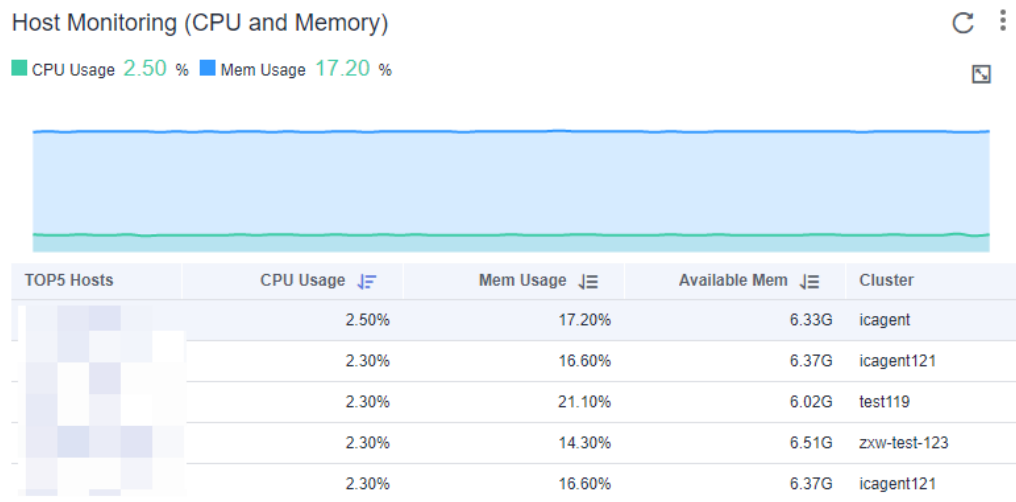 Host Monitoring (CPU and Memory)
CPU Usage 2.50 % Mem Usage 17.20 %
TOP5 Hosts CPU Usage Mem Usage Available Mem Cluster
2.50% 17.20% 6.33G icagent
2.30% 16.60% 6.37G icagent121
2.30% 21.10% 6.02G test119
2.30% 14.30% 6.51G zxw-test-123
2.30% 16.60% 6.37G icagent121